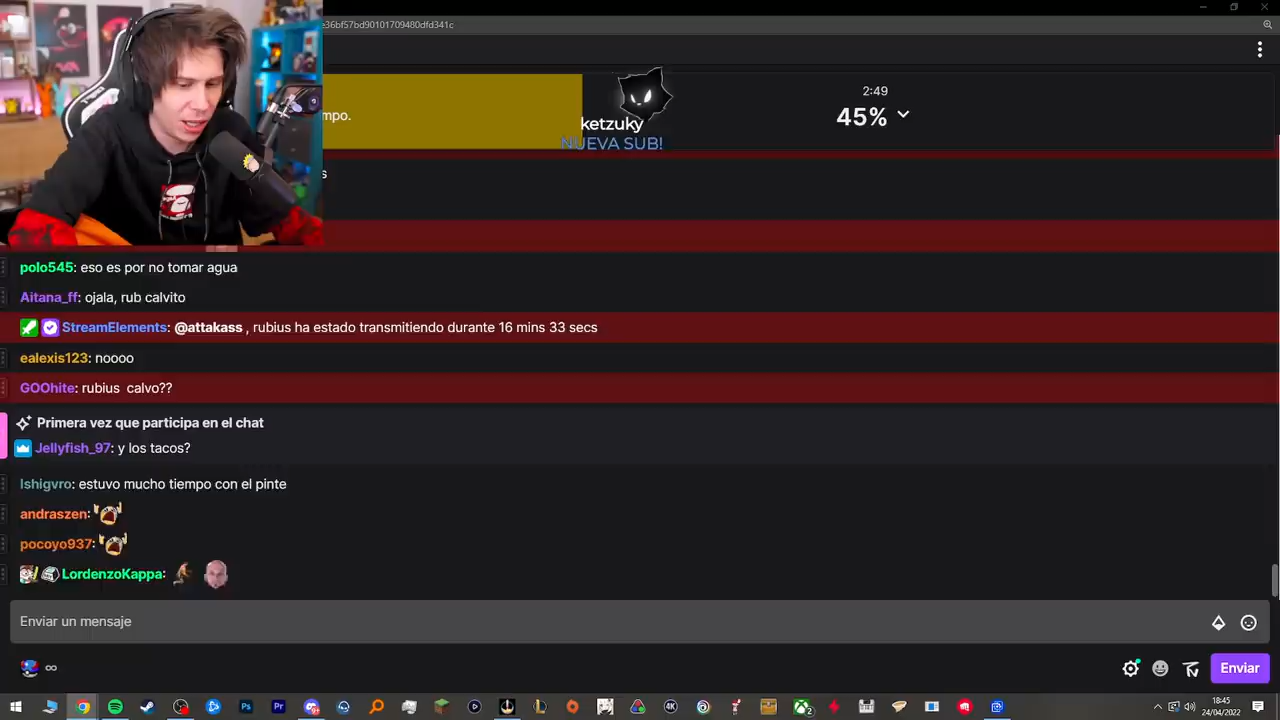 e36bf57bd90101709480dfd341c
mpo.
ketzuky
NUEVA SUB!
2:49
45%
s
polo545: eso es por no tomar agua
Aitana_ff: ojala, rub calvito
StreamElements: @attakass , rubius ha estado transmitiendo durante 16 mins 33 secs
ealexis123: noooo
GOOhite: rubius calvo??
Primera vez que participa en el chat
Jellyfish_97: y los tacos?
Ishigvro: estuvo mucho tiempo con el pinte
andraszen:
pocoyo937:
LordenzoKappa:
Enviar un mensaje
∞
Enviar
18:45
24/04/2022